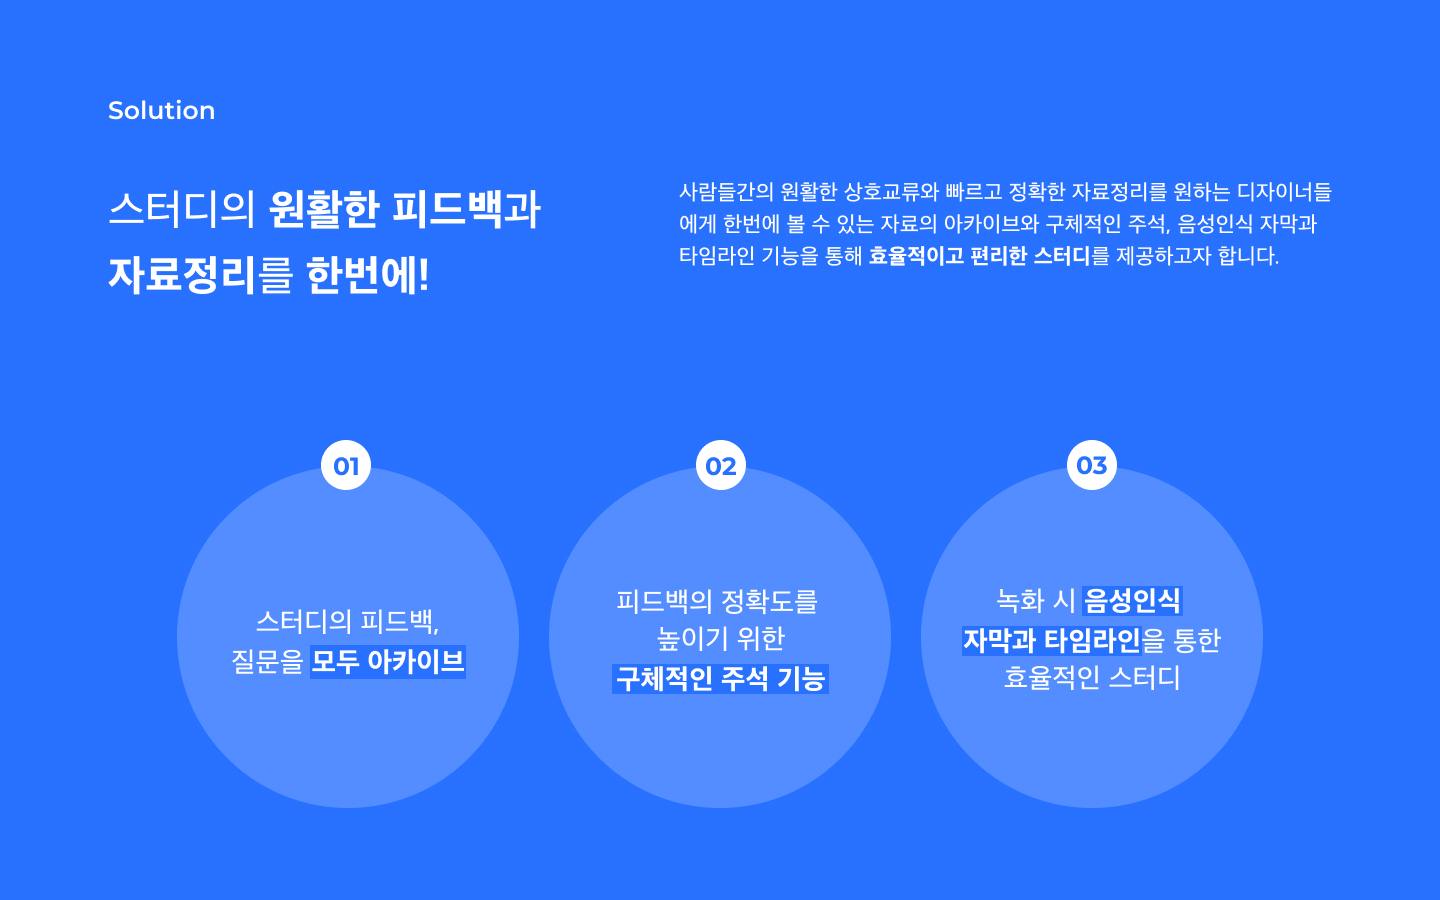 Solution
스터디의 원활한 피드백과
자료정리를 한번에!
사람들간의 원활한 상호교류와 빠르고 정확한 자료정리를 원하는 디자이너들
에게 한번에 볼 수 있는 자료의 아카이브와 구체적인 주석, 음성인식 자막과
타임라인 기능을 통해 효율적이고 편리한 스터디를 제공하고자 합니다.
01
스터디의 피드백,
질문을 모두 아카이브
02
피드백의 정확도를
높이기 위한
구체적인 주석 기능
03
녹화 시 음성인식
자막과 타임라인을 통한
효율적인 스터디